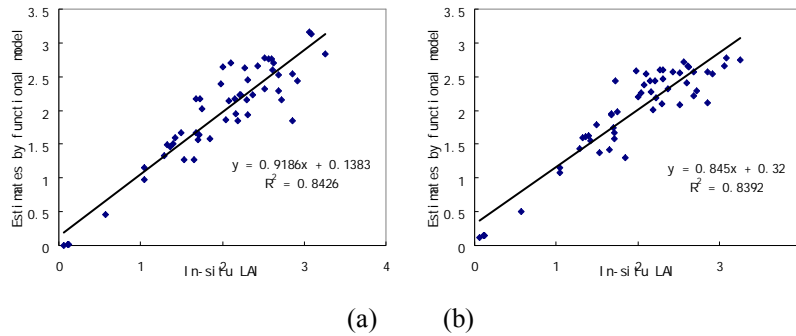 3.5
3
2.5
2
1.5
1
0.5
0
Estimates by functional model
y = 0.9186x + 0.1383
R² = 0.8426
0 1 2 3 4
In-situ LAI
3.5
3
2.5
2
1.5
1
0.5
0
Estimates by functional model
y = 0.845x + 0.32
R² = 0.8392
0 1 2 3
In-situ LAI
(a) (b)